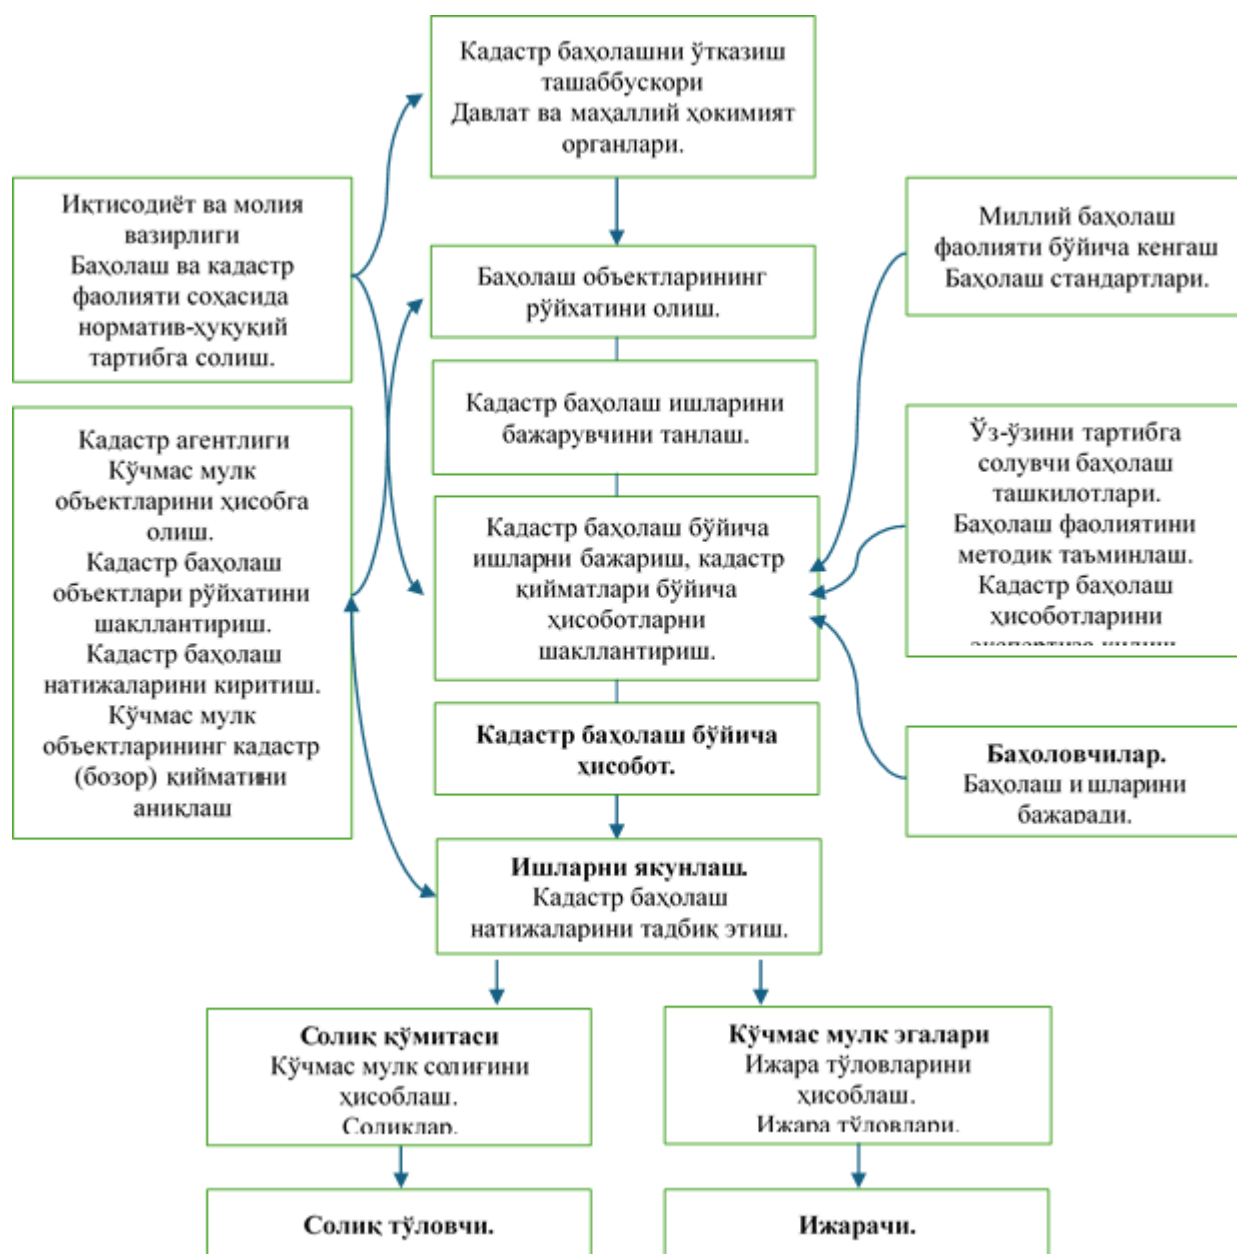 Кадастр баҳолашни ўтказиш
ташаббускори
Давлат ва маҳаллий ҳокимият
органлари.
Иқтисодиёт ва молия
вазирлиги
Баҳолаш ва кадастр
фаолияти соҳасида
норматив-ҳуқуқий
тартибга солиш.
Миллий баҳолаш
фаолияти бўйича кенгаш
Баҳолаш стандартлари.
Баҳолаш объектларининг
рўйхатини олиш.
Кадастр баҳолаш ишларини
бажарувчини танлаш.
Кадастр агентлиги
Кўчмас мулк
объектларини ҳисобга
олиш.
Кадастр баҳолаш
объектлари рўйхатини
шакллантириш.
Кадастр баҳолаш
натижаларини киритиш.
Кўчмас мулк
объектларининг кадастр
(бозор) қийматини
аниқлаш
Ўз-ўзини тартибга
солувчи баҳолаш
ташкилотлари.
Баҳолаш фаолиятини
методик таъминлаш.
Кадастр баҳолаш
ҳисоботларини
экспертиза қилиш
Кадастр баҳолаш бўйича
ишларни бажариш, кадастр
қийматлари бўйича
ҳисоботларни
шакллантириш.
Кадастр баҳолаш бўйича
ҳисобот.
Баҳоловчилар.
Баҳолаш ишларини
бажаради.
Ишларни якунлаш.
Кадастр баҳолаш
натижаларини тадбиқ этиш.
Солиқ қўмитаси
Кўчмас мулк солиғини
ҳисоблаш.
Солиқлар.
Кўчмас мулк эгалари
Ижара тўловларини
ҳисоблаш.
Ижара тўловлари.
Солиқ тўловчи.
Ижарачи.